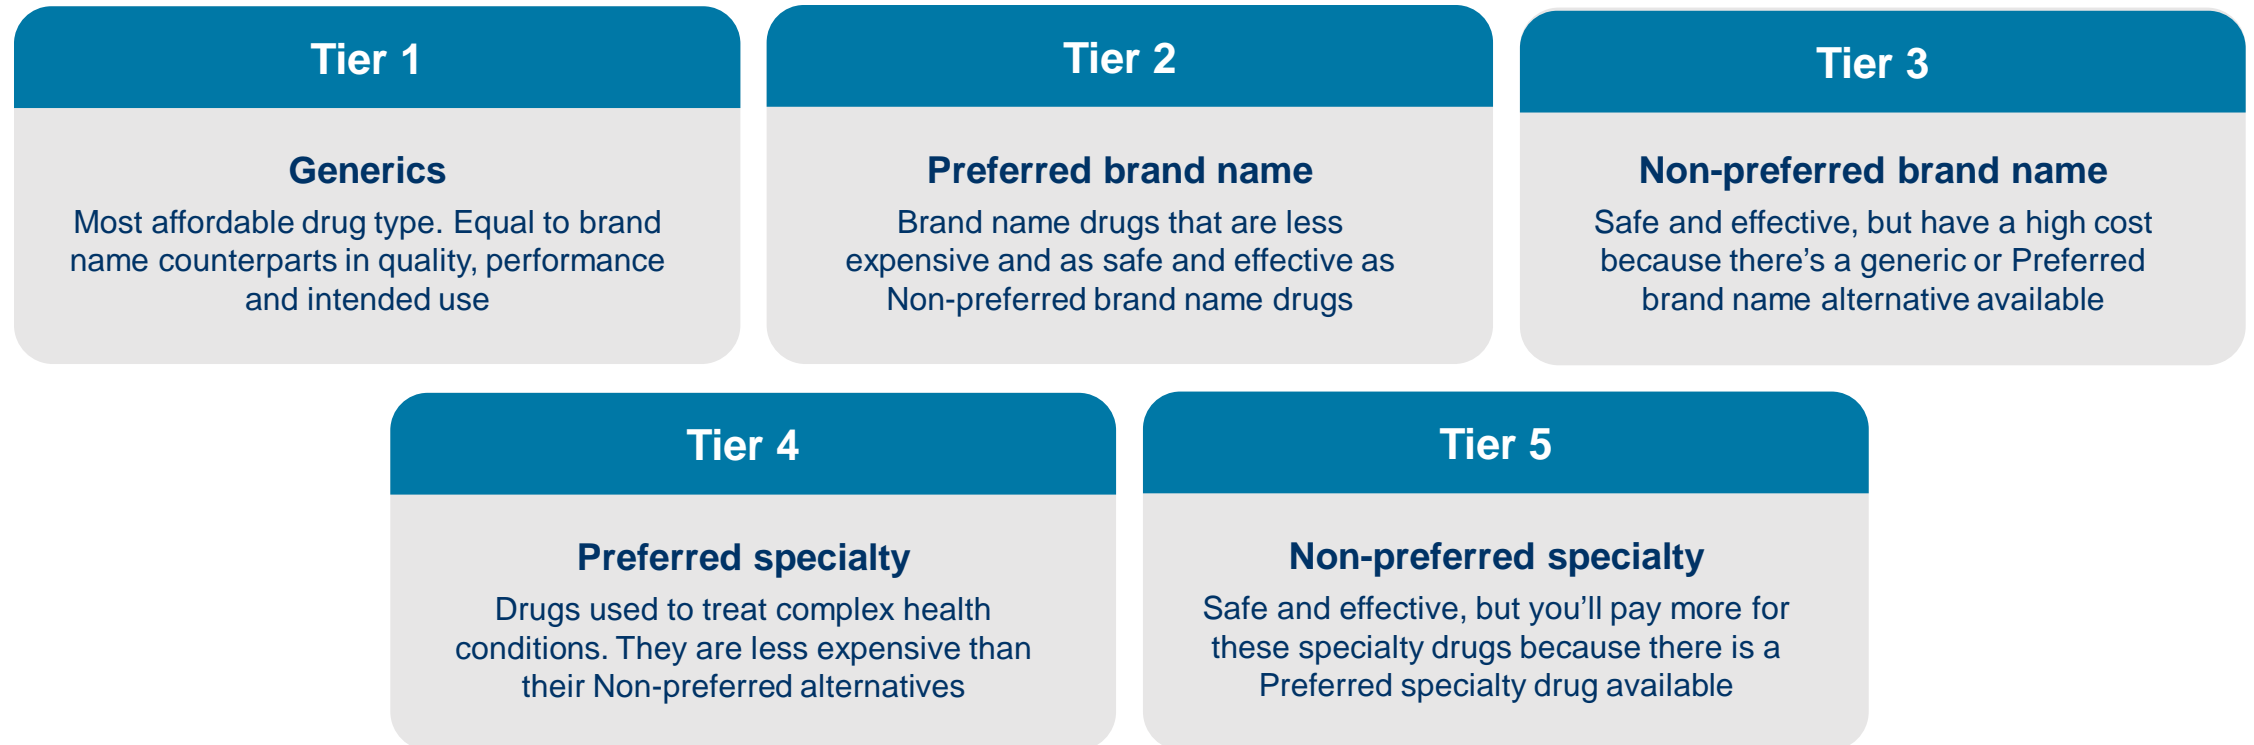 Tier 1
Generics
Most affordable drug type. Equal to brand
name counterparts in quality, performance
and intended use
Tier 2
Preferred brand name
Brand name drugs that are less
expensive and as safe and effective as
Non-preferred brand name drugs
Tier 3
Non-preferred brand name
Safe and effective, but have a high cost
because there’s a generic or Preferred
brand name alternative available
Tier 4
Preferred specialty
Drugs used to treat complex health
conditions. They are less expensive than
their Non-preferred alternatives
Tier 5
Non-preferred specialty
Safe and effective, but you’ll pay more for
these specialty drugs because there is a
Preferred specialty drug available